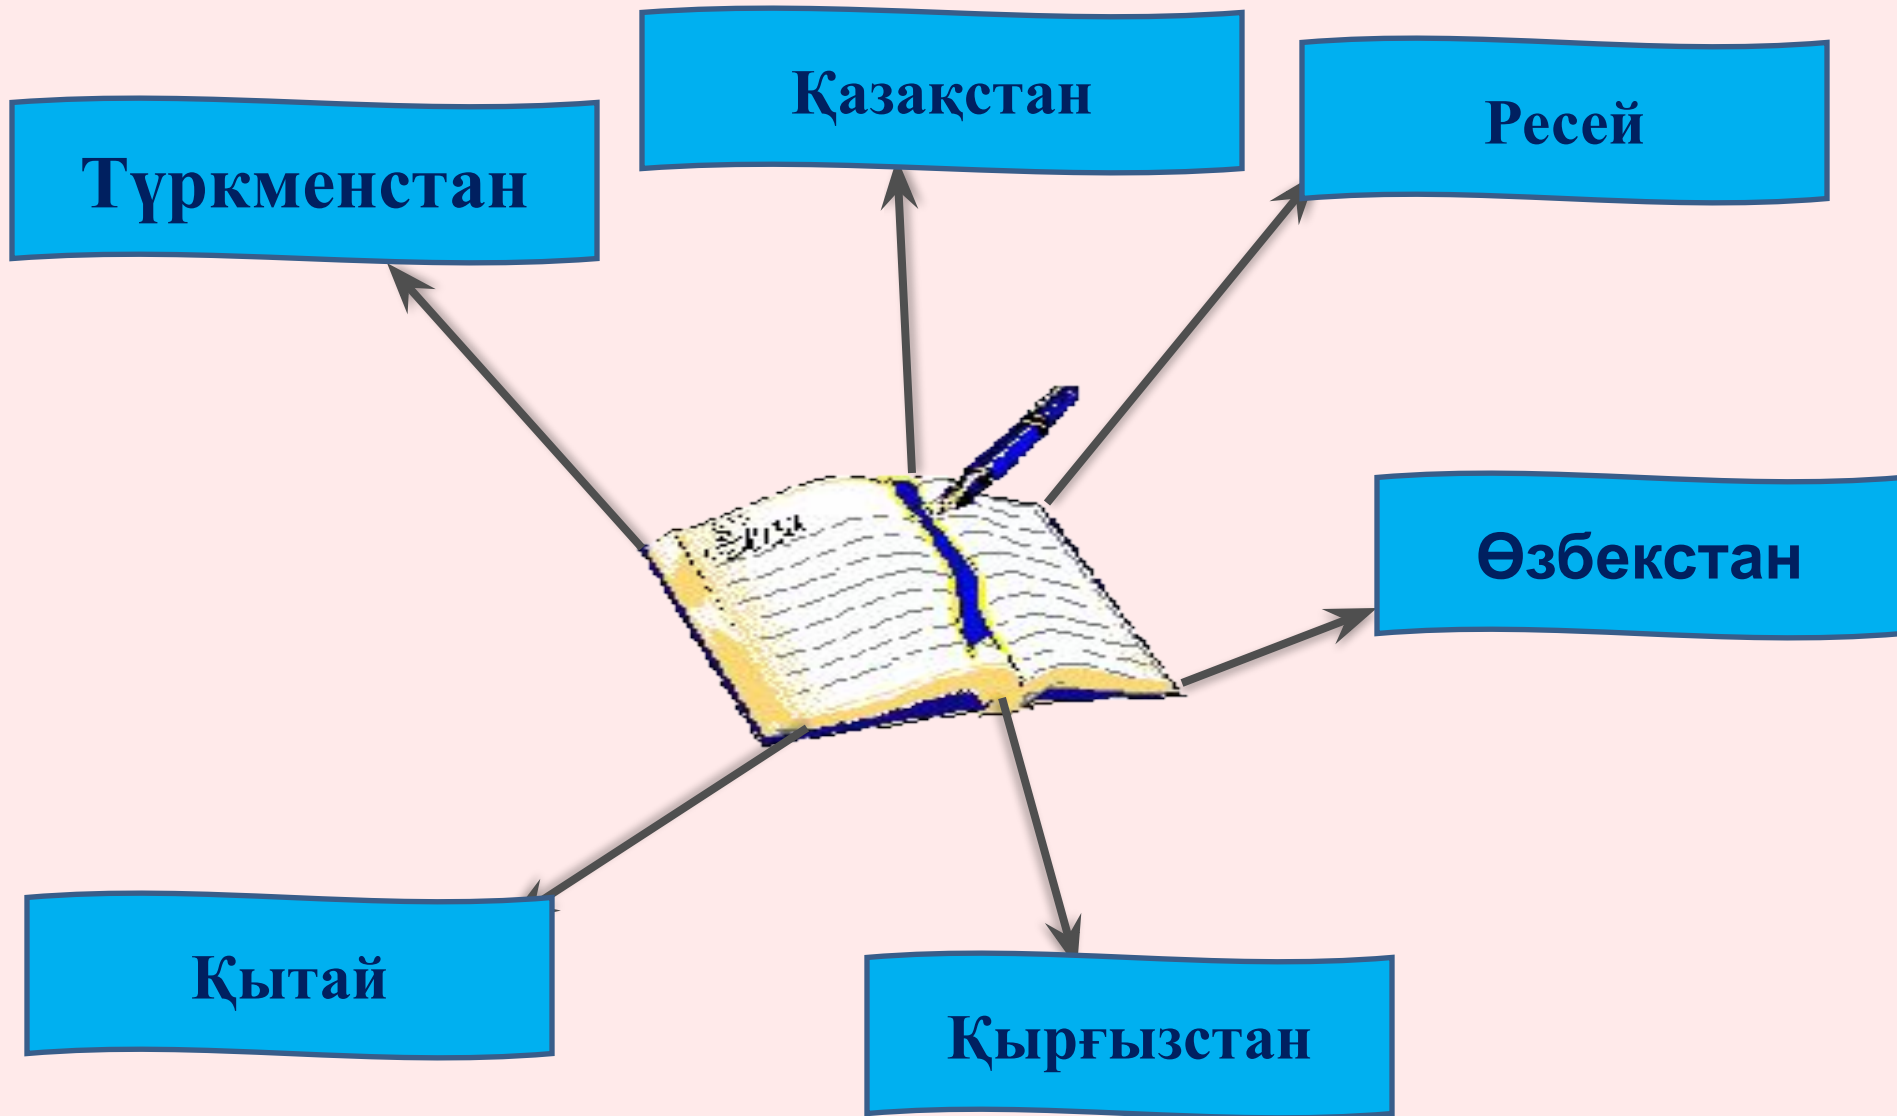 Қазақстан
Ресей
Түркменстан
Өзбекстан
Қытай
Қырғызстан